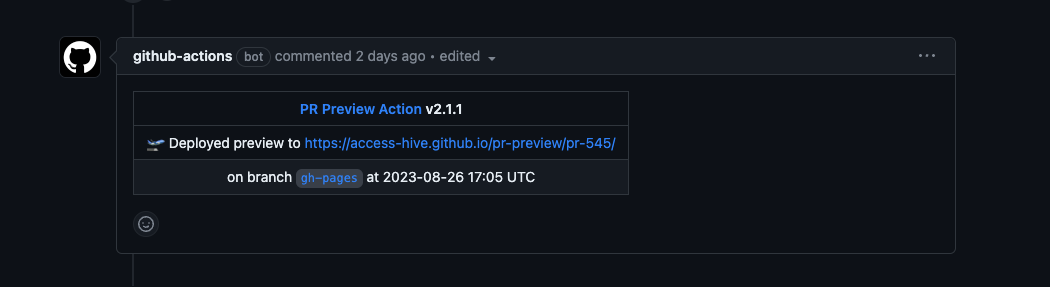 github-actions bot commented 2 days ago • edited
PR Preview Action v2.1.1
Deployed preview to https://access-hive.github.io/pr-preview/pr-545/
on branch gh-pages at 2023-08-26 17:05 UTC